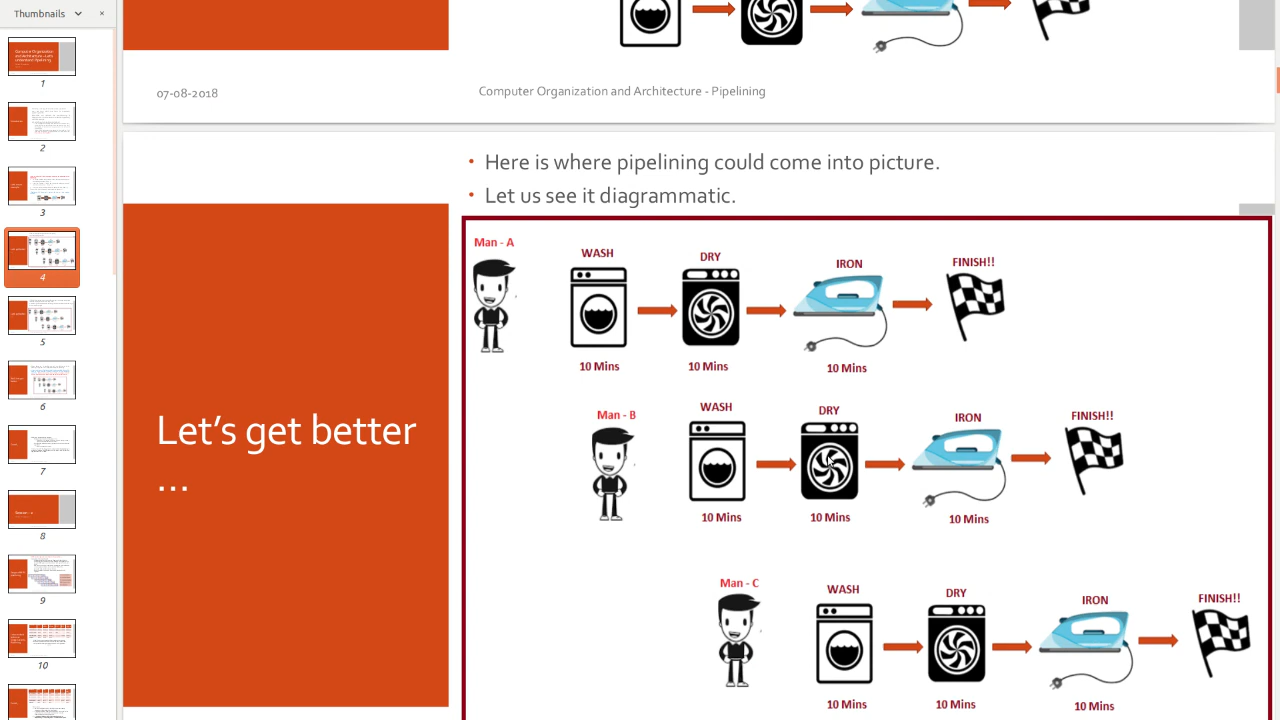 Thumbnails
1
2
3
4
5
6
7
8
9
10
07-08-2018
Computer Organization and Architecture - Pipelining
• Here is where pipelining could come into picture.
• Let us see it diagrammatic.
Let's get better
...
Man - A
WASH
DRY
IRON
FINISH!!
10 Mins
10 Mins
10 Mins
Man - B
WASH
DRY
IRON
FINISH!!
10 Mins
10 Mins
10 Mins
Man - C
WASH
DRY
IRON
FINISH!!
10 Mins
10 Mins
10 Mins